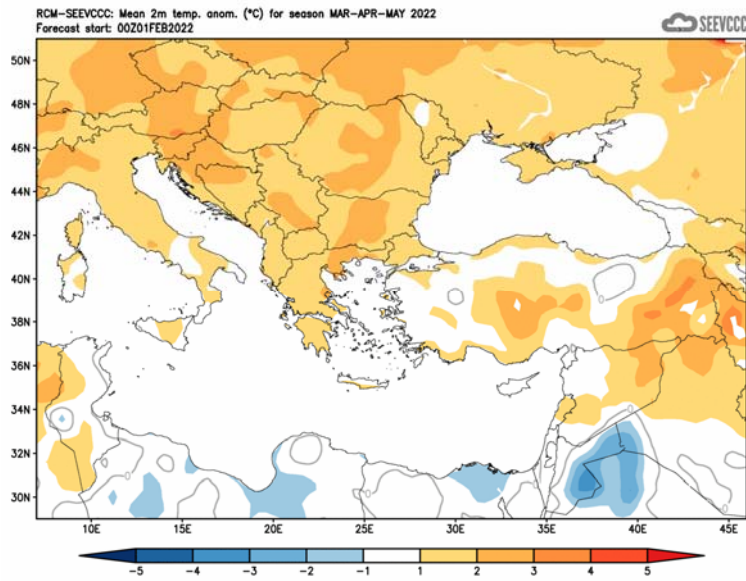 RCM-SEEVCCC: Mean 2m temp. anom. (°C) for season MAR-APR-MAY 2022
Forecast start: 00Z01FEB2022
SEEVCCC
50N
48N
46N
44N
42N
40N
38N
36N
34N
32N
30N
10E 15E 20E 25E 30E 35E 40E 45E
-5 -4 -3 -2 -1 1 2 3 4 5